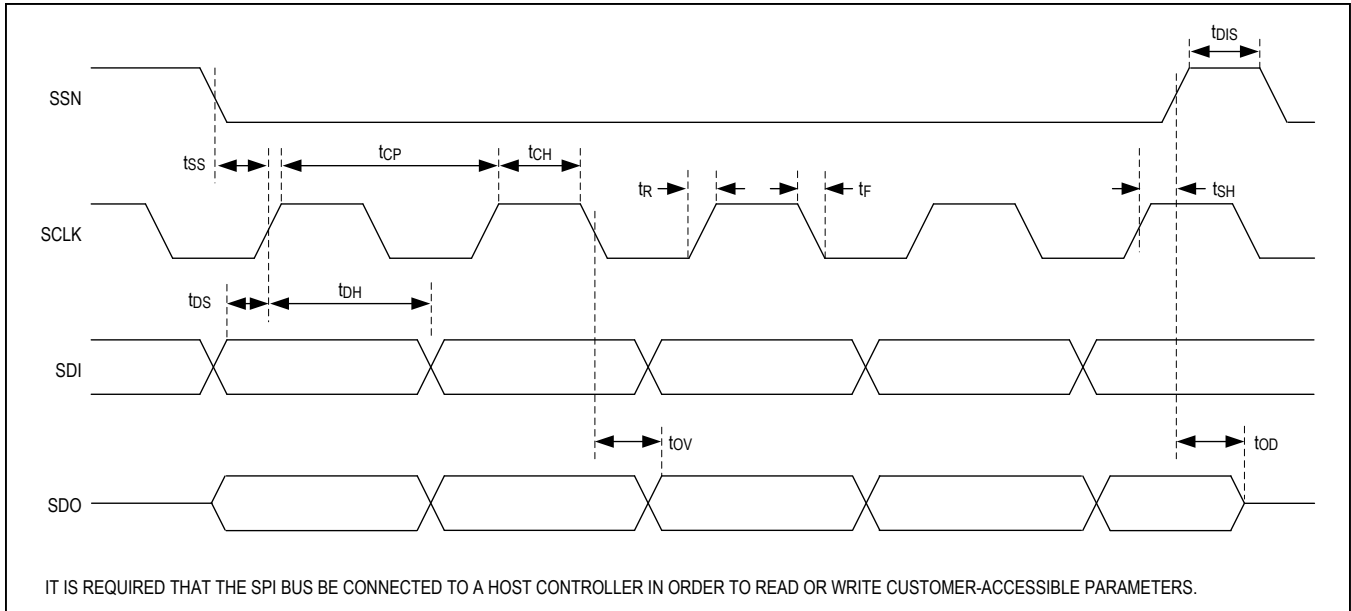 tDIS
SSN
tSS
tCP
tCH
tR
tF
tSH
SCLK
tDS
tDH
SDI
tOV
tOD
SDO
IT IS REQUIRED THAT THE SPI BUS BE CONNECTED TO A HOST CONTROLLER IN ORDER TO READ OR WRITE CUSTOMER-ACCESSIBLE PARAMETERS.